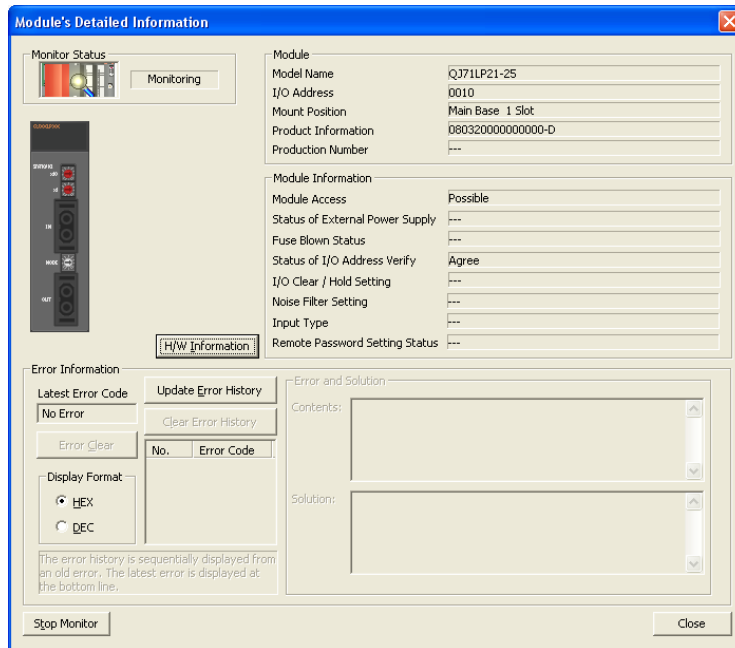 Module's Detailed Information
Monitor Status
Monitoring
Module
Model Name QJ71LP21-25
I/O Address 0010
Mount Position Main Base 1 Slot
Product Information 080320000000000-D
Production Number ---
Module Information
Module Access Possible
Status of External Power Supply ---
Fuse Blown Status ---
Status of I/O Address Verify Agree
I/O Clear / Hold Setting ---
Noise Filter Setting ---
Input Type ---
Remote Password Setting Status ---
IN
MODE
OUT
H/W Information
Error Information
Latest Error Code
No Error
Error Clear
Update Error History
Clear Error History
No. Error Code
Display Format
HEX
DEC
The error history is sequentially displayed from
an old error. The latest error is displayed at
the bottom line.
Error and Solution
Contents:
Solution:
Stop Monitor
Close